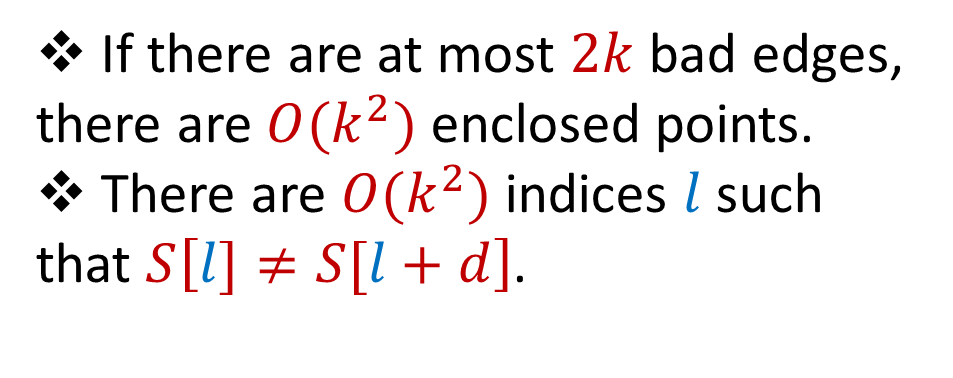 ❖ If there are at most 2k bad edges,
there are O(k²) enclosed points.
❖ There are O(k²) indices l such
that S[l] ≠ S[l + d].